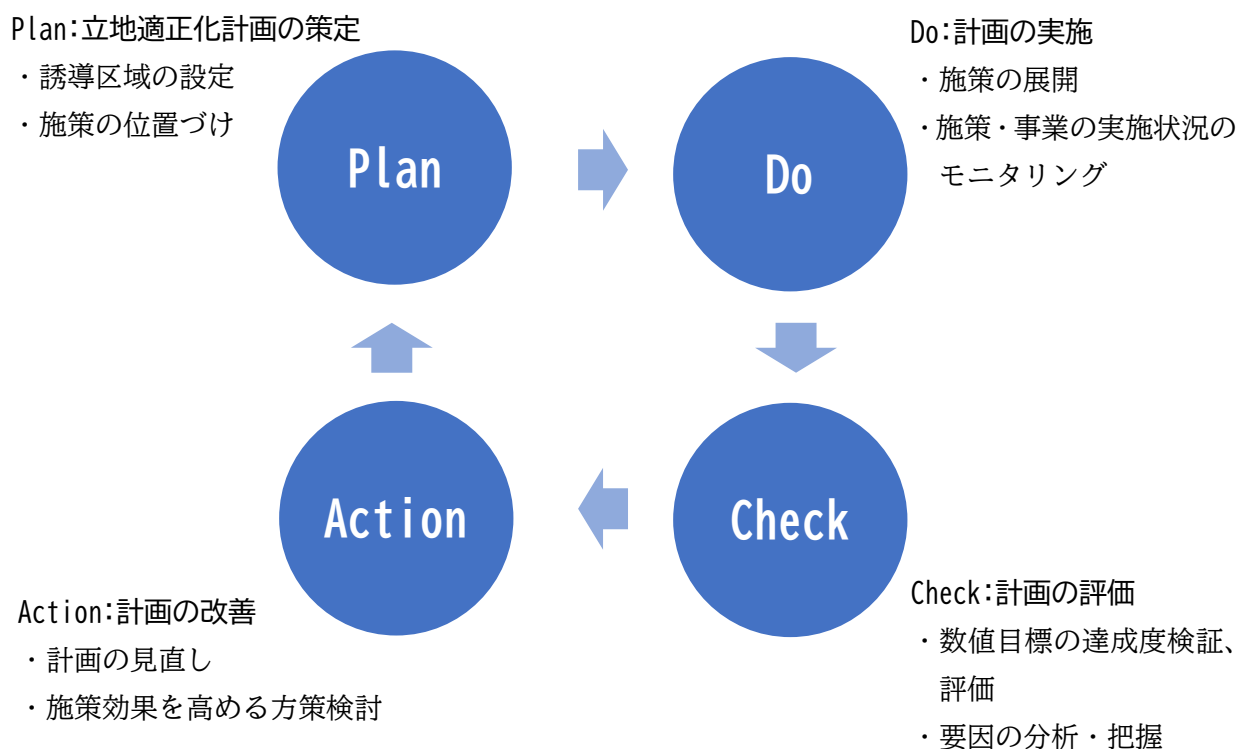 Plan:立地適正化計画の策定
・誘導区域の設定
・施策の位置づけ
Plan
Do:計画の実施
・施策の展開
・施策・事業の実施状況の
モニタリング
Do
Action
Action:計画の改善
・計画の見直し
・施策効果を高める方策検討
Check
Check:計画の評価
・数値目標の達成度検証、
評価
・要因の分析・把握